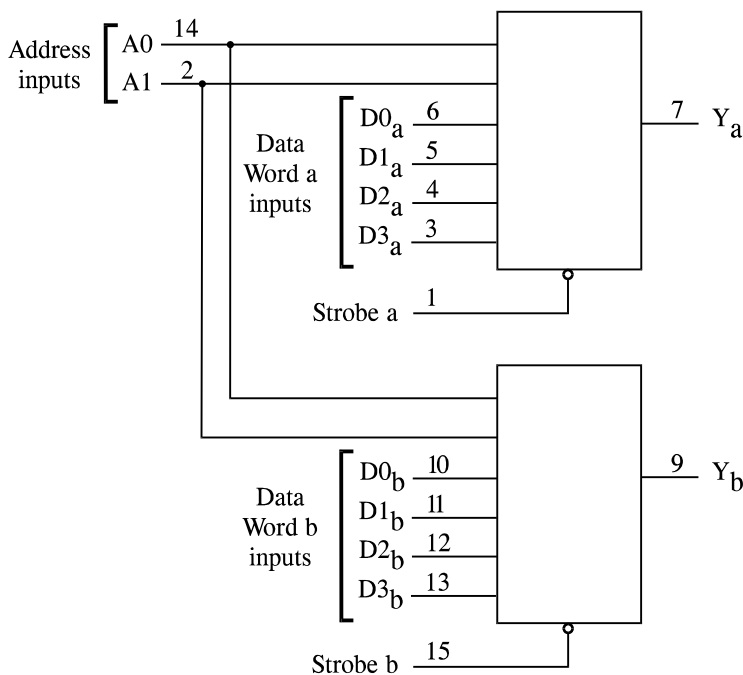 Address
inputs
A0
14
A1
2
Data
Word a
inputs
D0a
6
D1a
5
D2a
4
D3a
3
Strobe a
1
7
Ya
Data
Word b
inputs
D0b
10
D1b
11
D2b
12
D3b
13
Strobe b
15
9
Yb